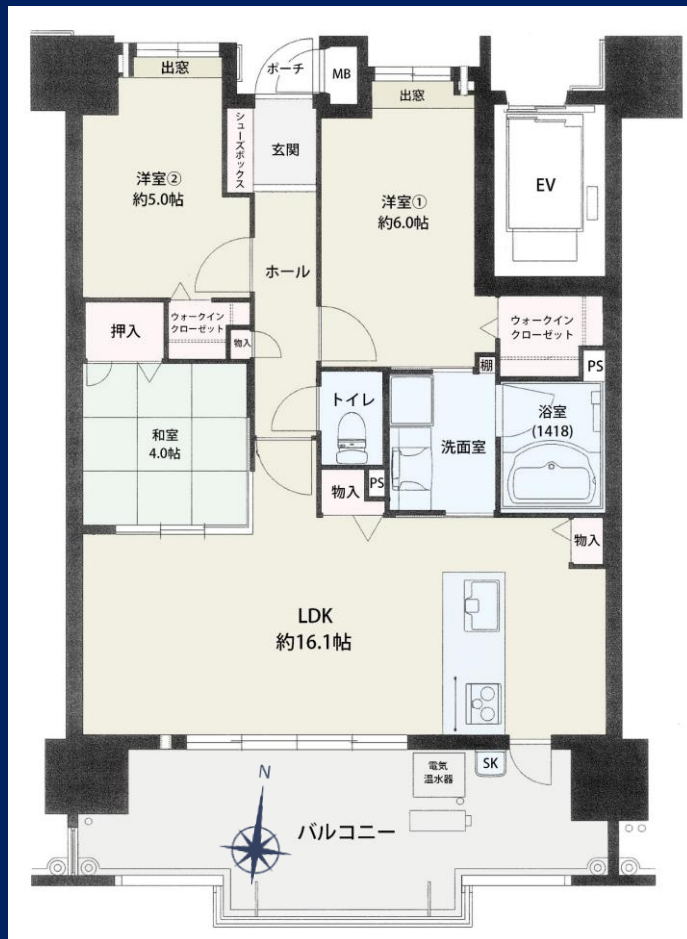 出窓
ポーチ
MB
出窓
シューズボックス
玄関
洋室②
約5.0帖
洋室①
約6.0帖
EV
ホール
押入
ウォークイン
クローゼット
物入
ウォークイン
クローゼット
PS
棚
和室
4.0帖
トイレ
洗面室
浴室
(1418)
物入
PS
物入
LDK
約16.1帖
電気
温水器
SK
N
バルコニー